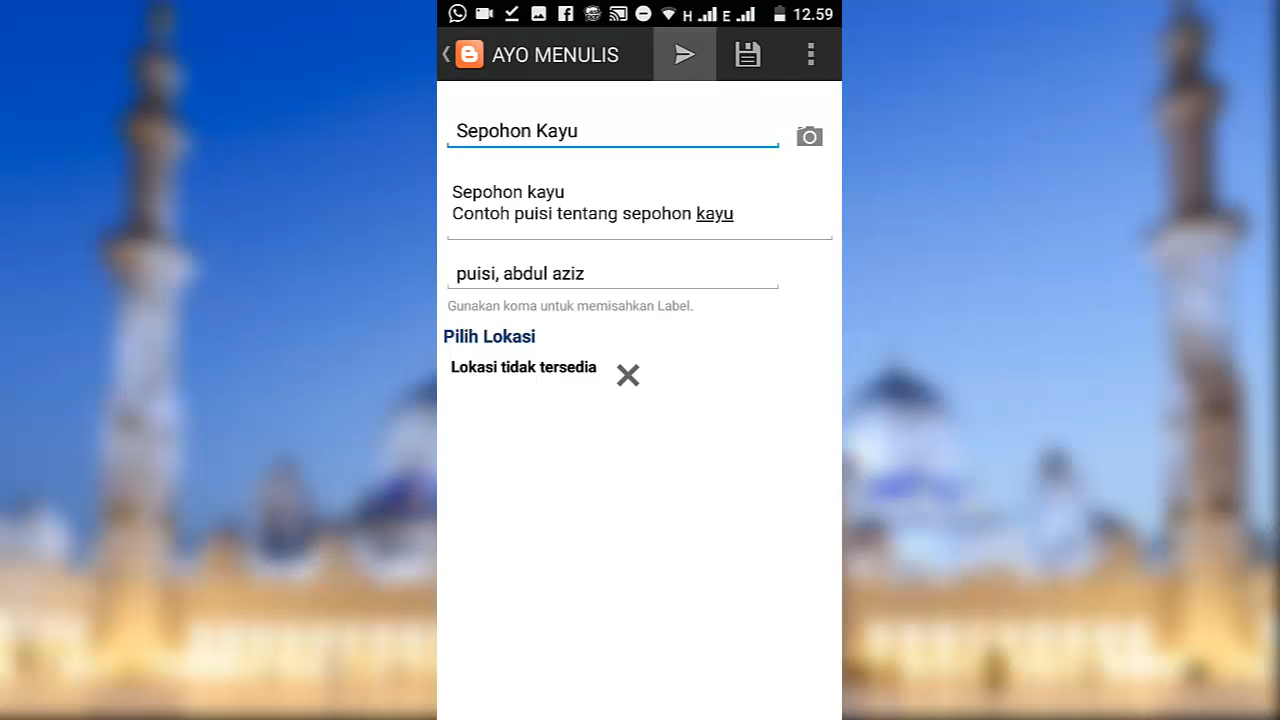 H E 12.59
AYO MENULIS
Sepohon Kayu
Sepohon kayu
Contoh puisi tentang sepohon kayu
puisi, abdul aziz
Gunakan koma untuk memisahkan Label.
Pilih Lokasi
Lokasi tidak tersedia